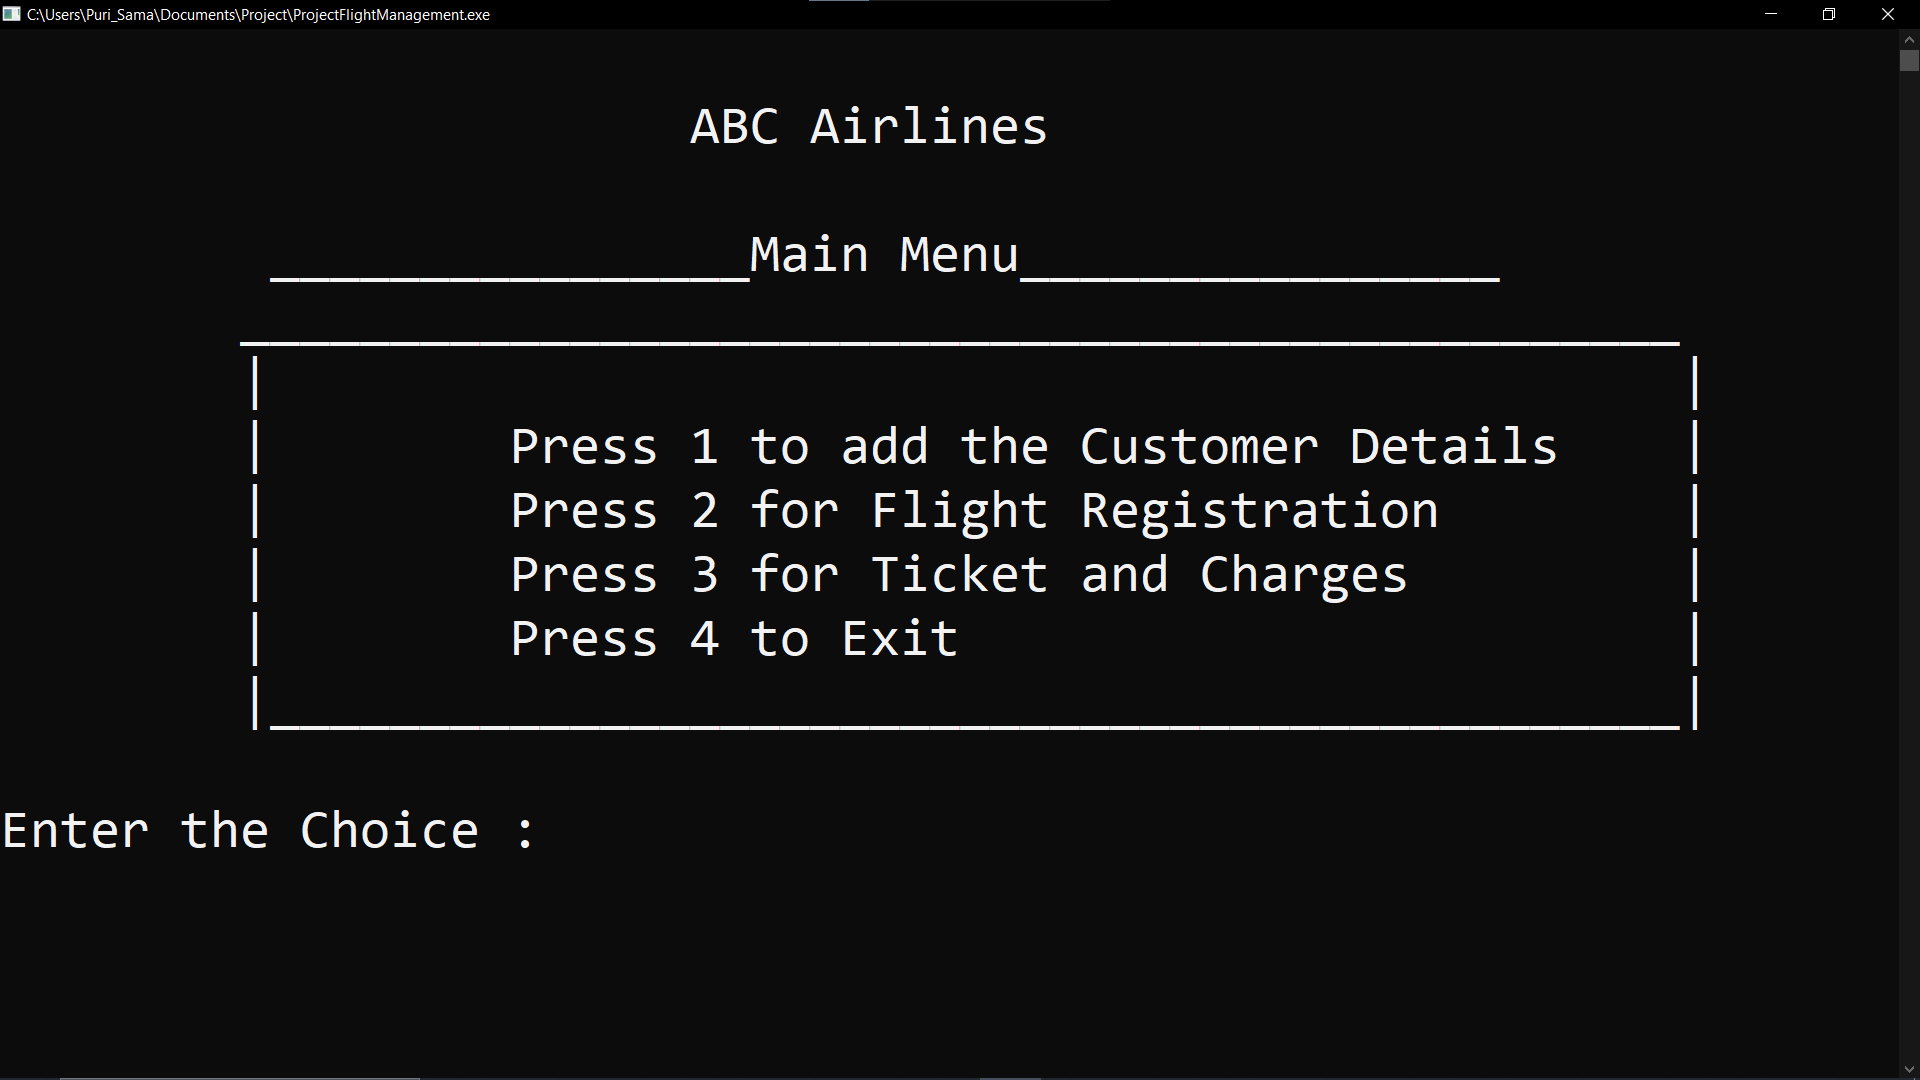 C:\Users\Puri_Sama\Documents\Project\ProjectFlightManagement.exe
ABC Airlines
________________Main Menu________________
Press 1 to add the Customer Details
Press 2 for Flight Registration
Press 3 for Ticket and Charges
Press 4 to Exit
Enter the Choice :